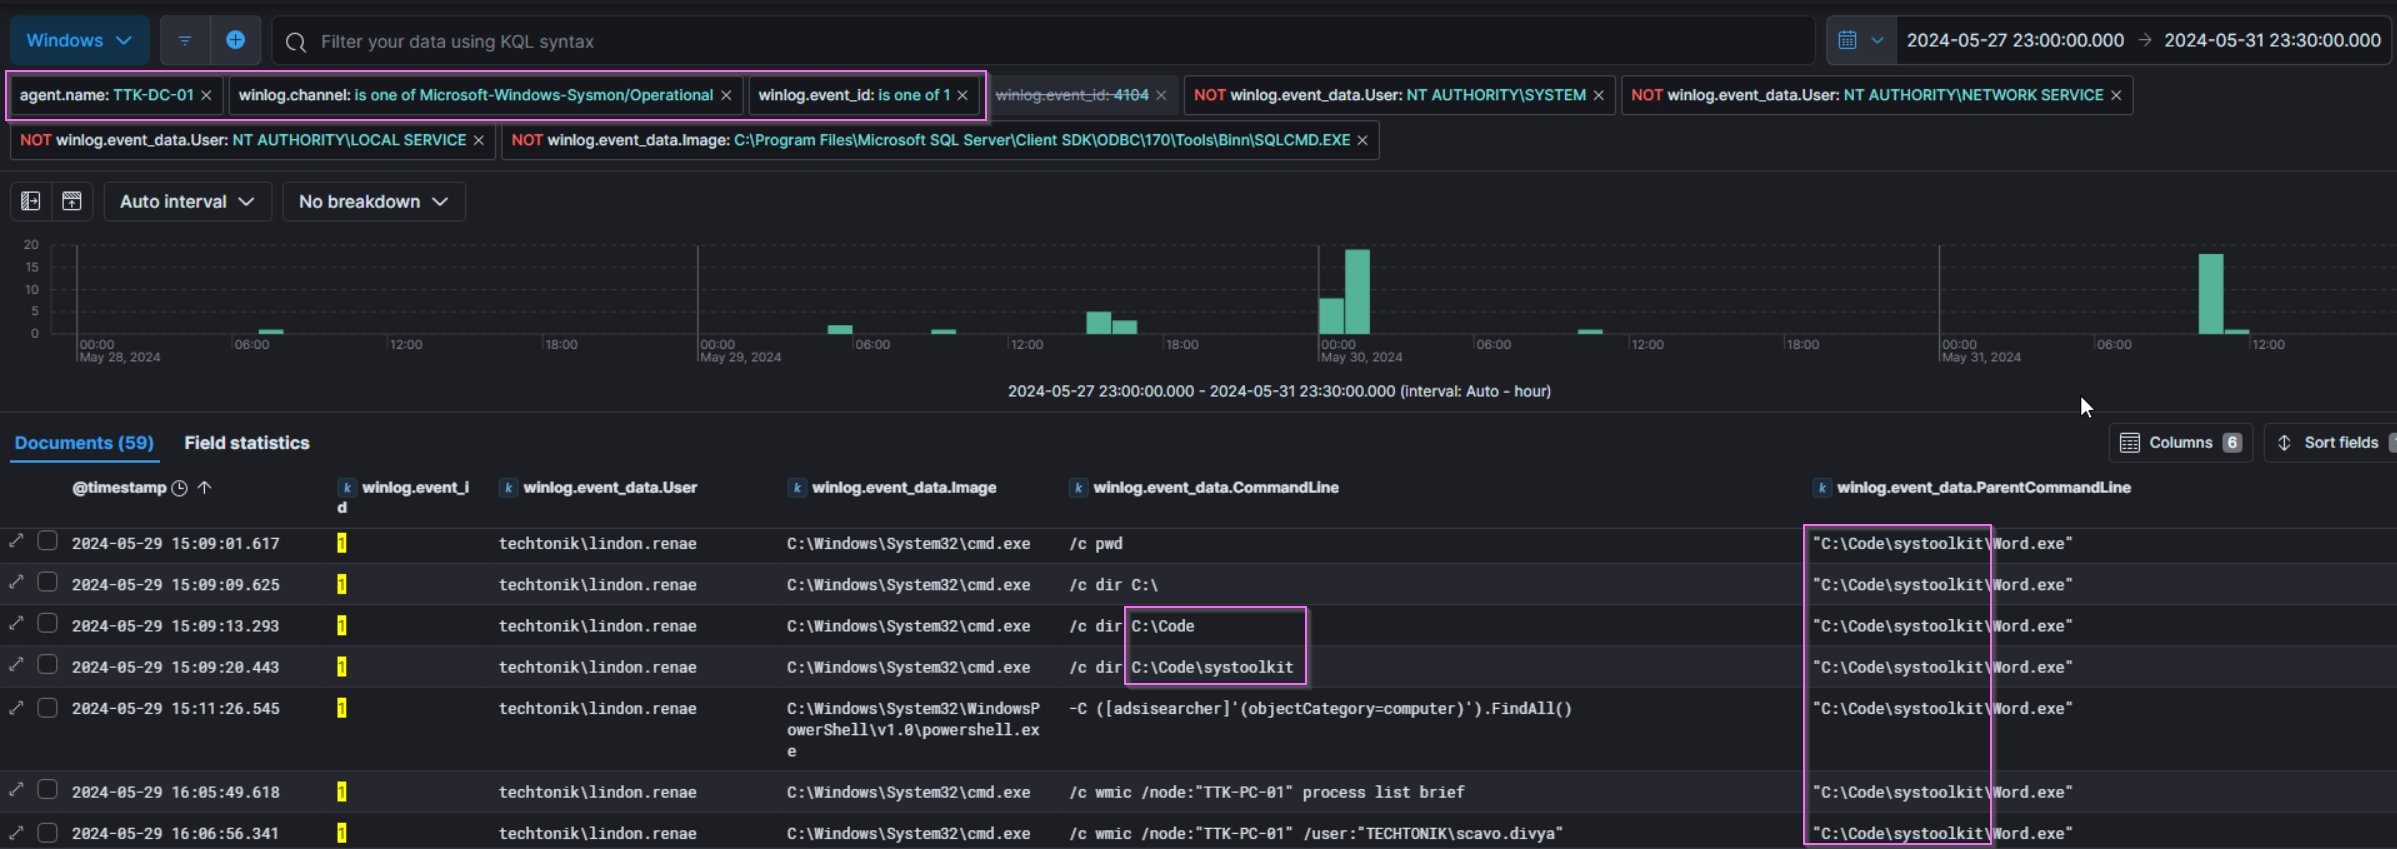 Windows
Filter your data using KQL syntax
2024-05-27 23:00:00.000 → 2024-05-31 23:30:00.000
agent.name: TTK-DC-01 ×
winlog.channel: is one of Microsoft-Windows-Sysmon/Operational ×
winlog.event_id: is one of 1 ×
winlog.event_id: 4104 ×
NOT winlog.event_data.User: NT AUTHORITY\SYSTEM ×
NOT winlog.event_data.User: NT AUTHORITY\NETWORK SERVICE ×
NOT winlog.event_data.User: NT AUTHORITY\LOCAL SERVICE ×
NOT winlog.event_data.Image: C:\Program Files\Microsoft SQL Server\Client SDK\ODBC\170\Tools\Binn\SQLCMD.EXE ×
Auto interval
No breakdown
20
15
10
5
0
00:00 06:00 12:00 18:00 00:00 06:00 12:00 18:00 00:00 06:00 12:00 18:00 00:00 06:00 12:00
May 28, 2024 May 29, 2024 May 30, 2024 May 31, 2024
2024-05-27 23:00:00.000 - 2024-05-31 23:30:00.000 (interval: Auto - hour)
Documents (59) Field statistics
Columns 6 Sort fields
@timestamp k winlog.event_id k winlog.event_data.User k winlog.event_data.Image k winlog.event_data.CommandLine k winlog.event_data.ParentCommandLine
2024-05-29 15:09:01.617 1 techtonik\lindon.renae C:\Windows\System32\cmd.exe /c pwd "C:\Code\systoolkit\Word.exe"
2024-05-29 15:09:09.625 1 techtonik\lindon.renae C:\Windows\System32\cmd.exe /c dir C:\ "C:\Code\systoolkit\Word.exe"
2024-05-29 15:09:13.293 1 techtonik\lindon.renae C:\Windows\System32\cmd.exe /c dir C:\Code "C:\Code\systoolkit\Word.exe"
2024-05-29 15:09:20.443 1 techtonik\lindon.renae C:\Windows\System32\cmd.exe /c dir C:\Code\systoolkit "C:\Code\systoolkit\Word.exe"
2024-05-29 15:11:26.545 1 techtonik\lindon.renae C:\Windows\System32\WindowsPowerShell\v1.0\powershell.exe -C ([adsisearcher]'(objectCategory=computer)').FindAll() "C:\Code\systoolkit\Word.exe"
2024-05-29 16:05:49.618 1 techtonik\lindon.renae C:\Windows\System32\cmd.exe /c wmic /node:"TTK-PC-01" process list brief "C:\Code\systoolkit\Word.exe"
2024-05-29 16:06:56.341 1 techtonik\lindon.renae C:\Windows\System32\cmd.exe /c wmic /node:"TTK-PC-01" /user:"TECHTONIK\scavo.divya" "C:\Code\systoolkit\Word.exe"